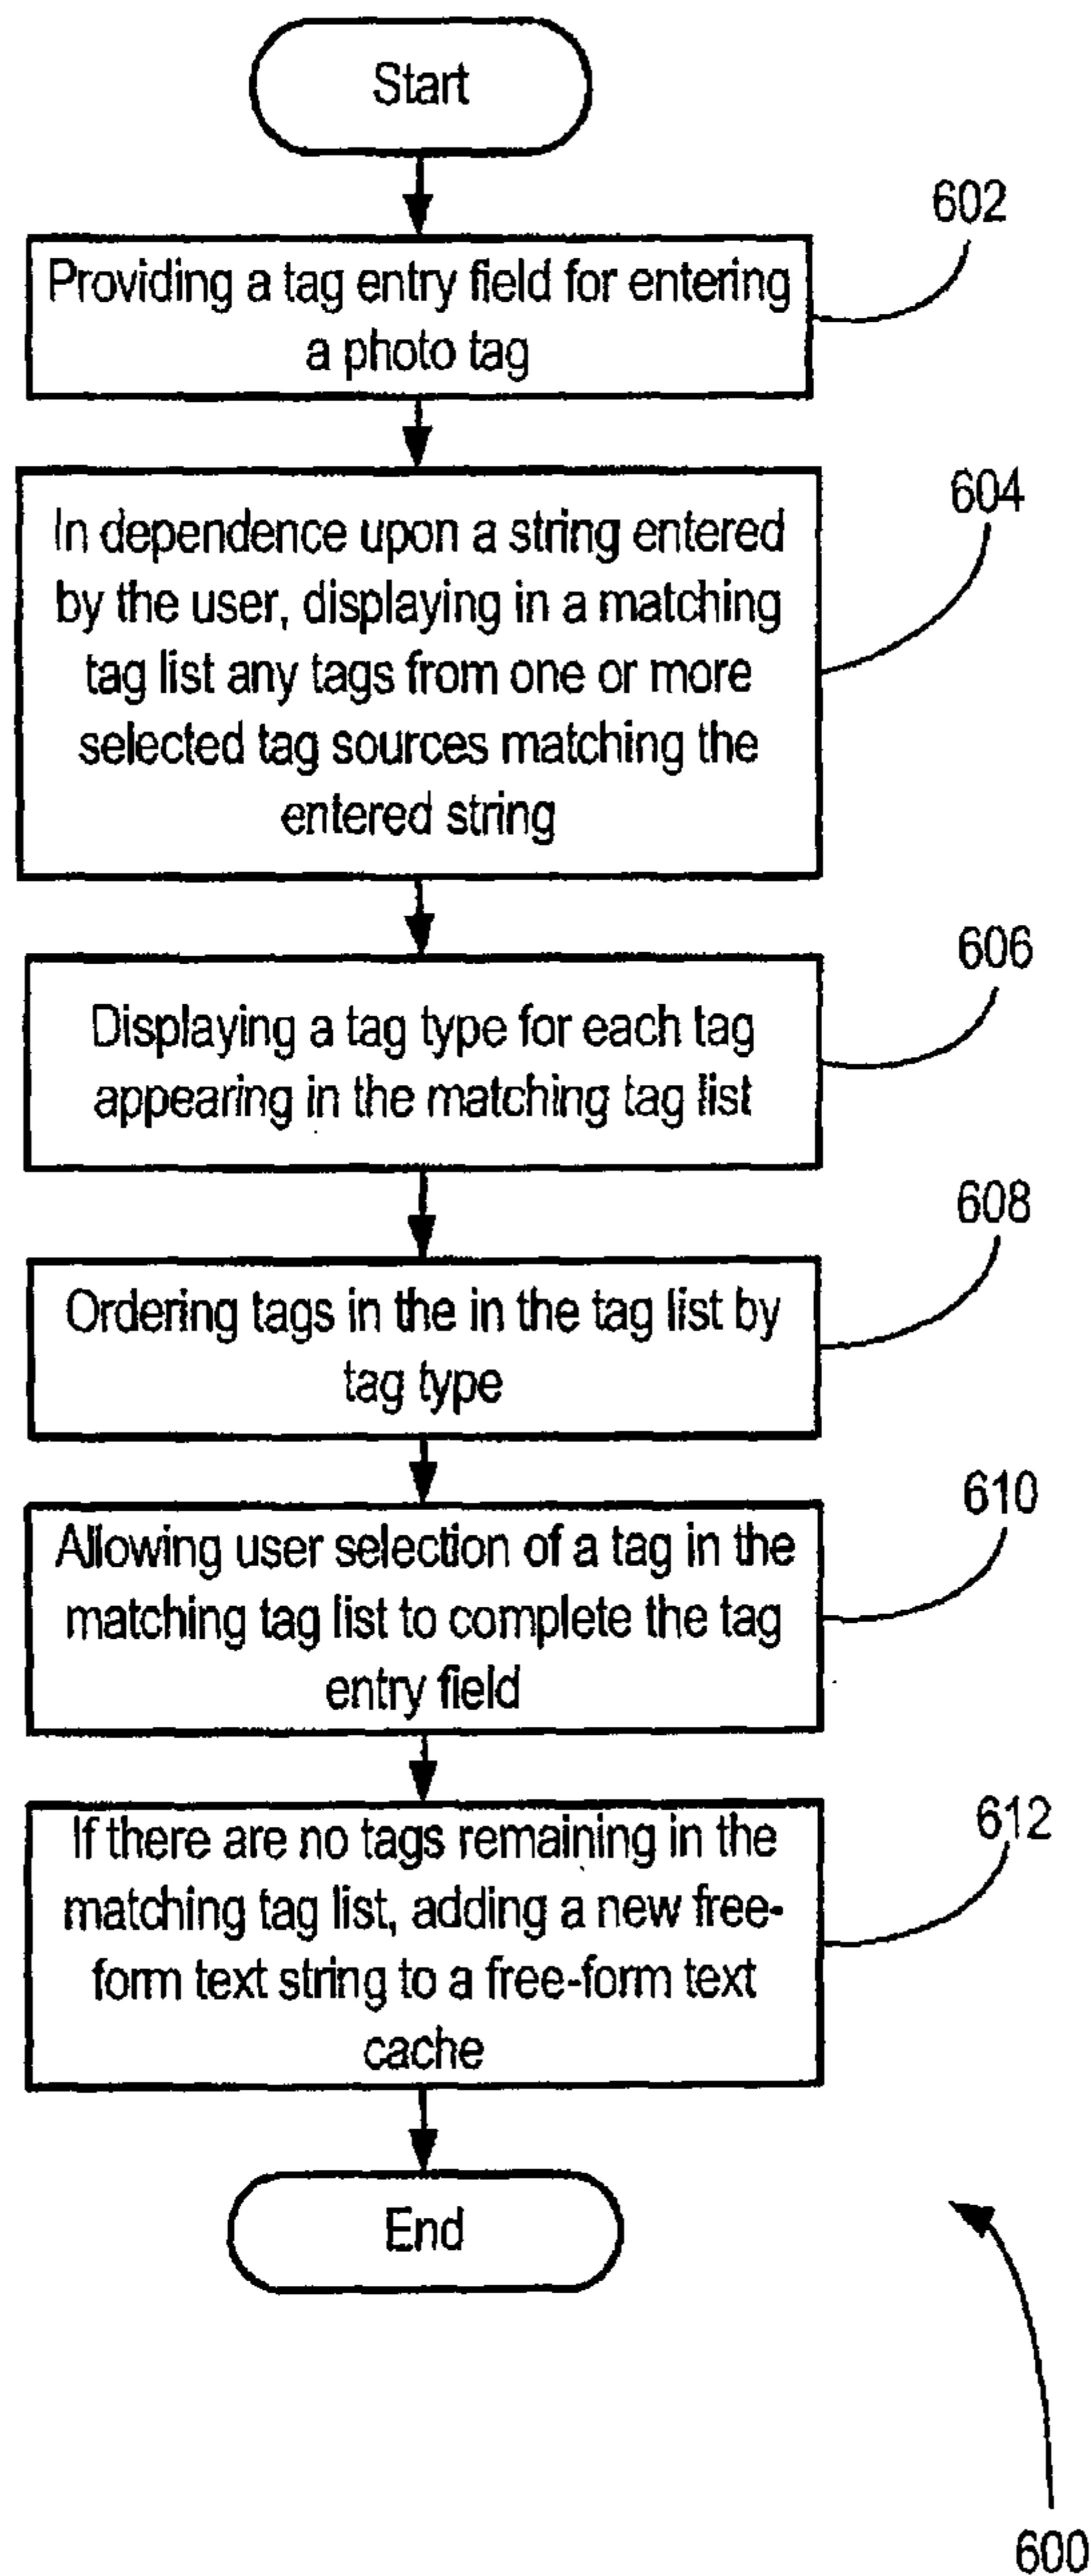 Start
602
Providing a tag entry field for entering
a photo tag
604
In dependence upon a string entered
by the user, displaying in a matching
tag list any tags from one or more
selected tag sources matching the
entered string
606
Displaying a tag type for each tag
appearing in the matching tag list
608
Ordering tags in the in the tag list by
tag type
610
Allowing user selection of a tag in the
matching tag list to complete the tag
entry field
612
If there are no tags remaining in the
matching tag list, adding a new free-
form text string to a free-form text
cache
End
600